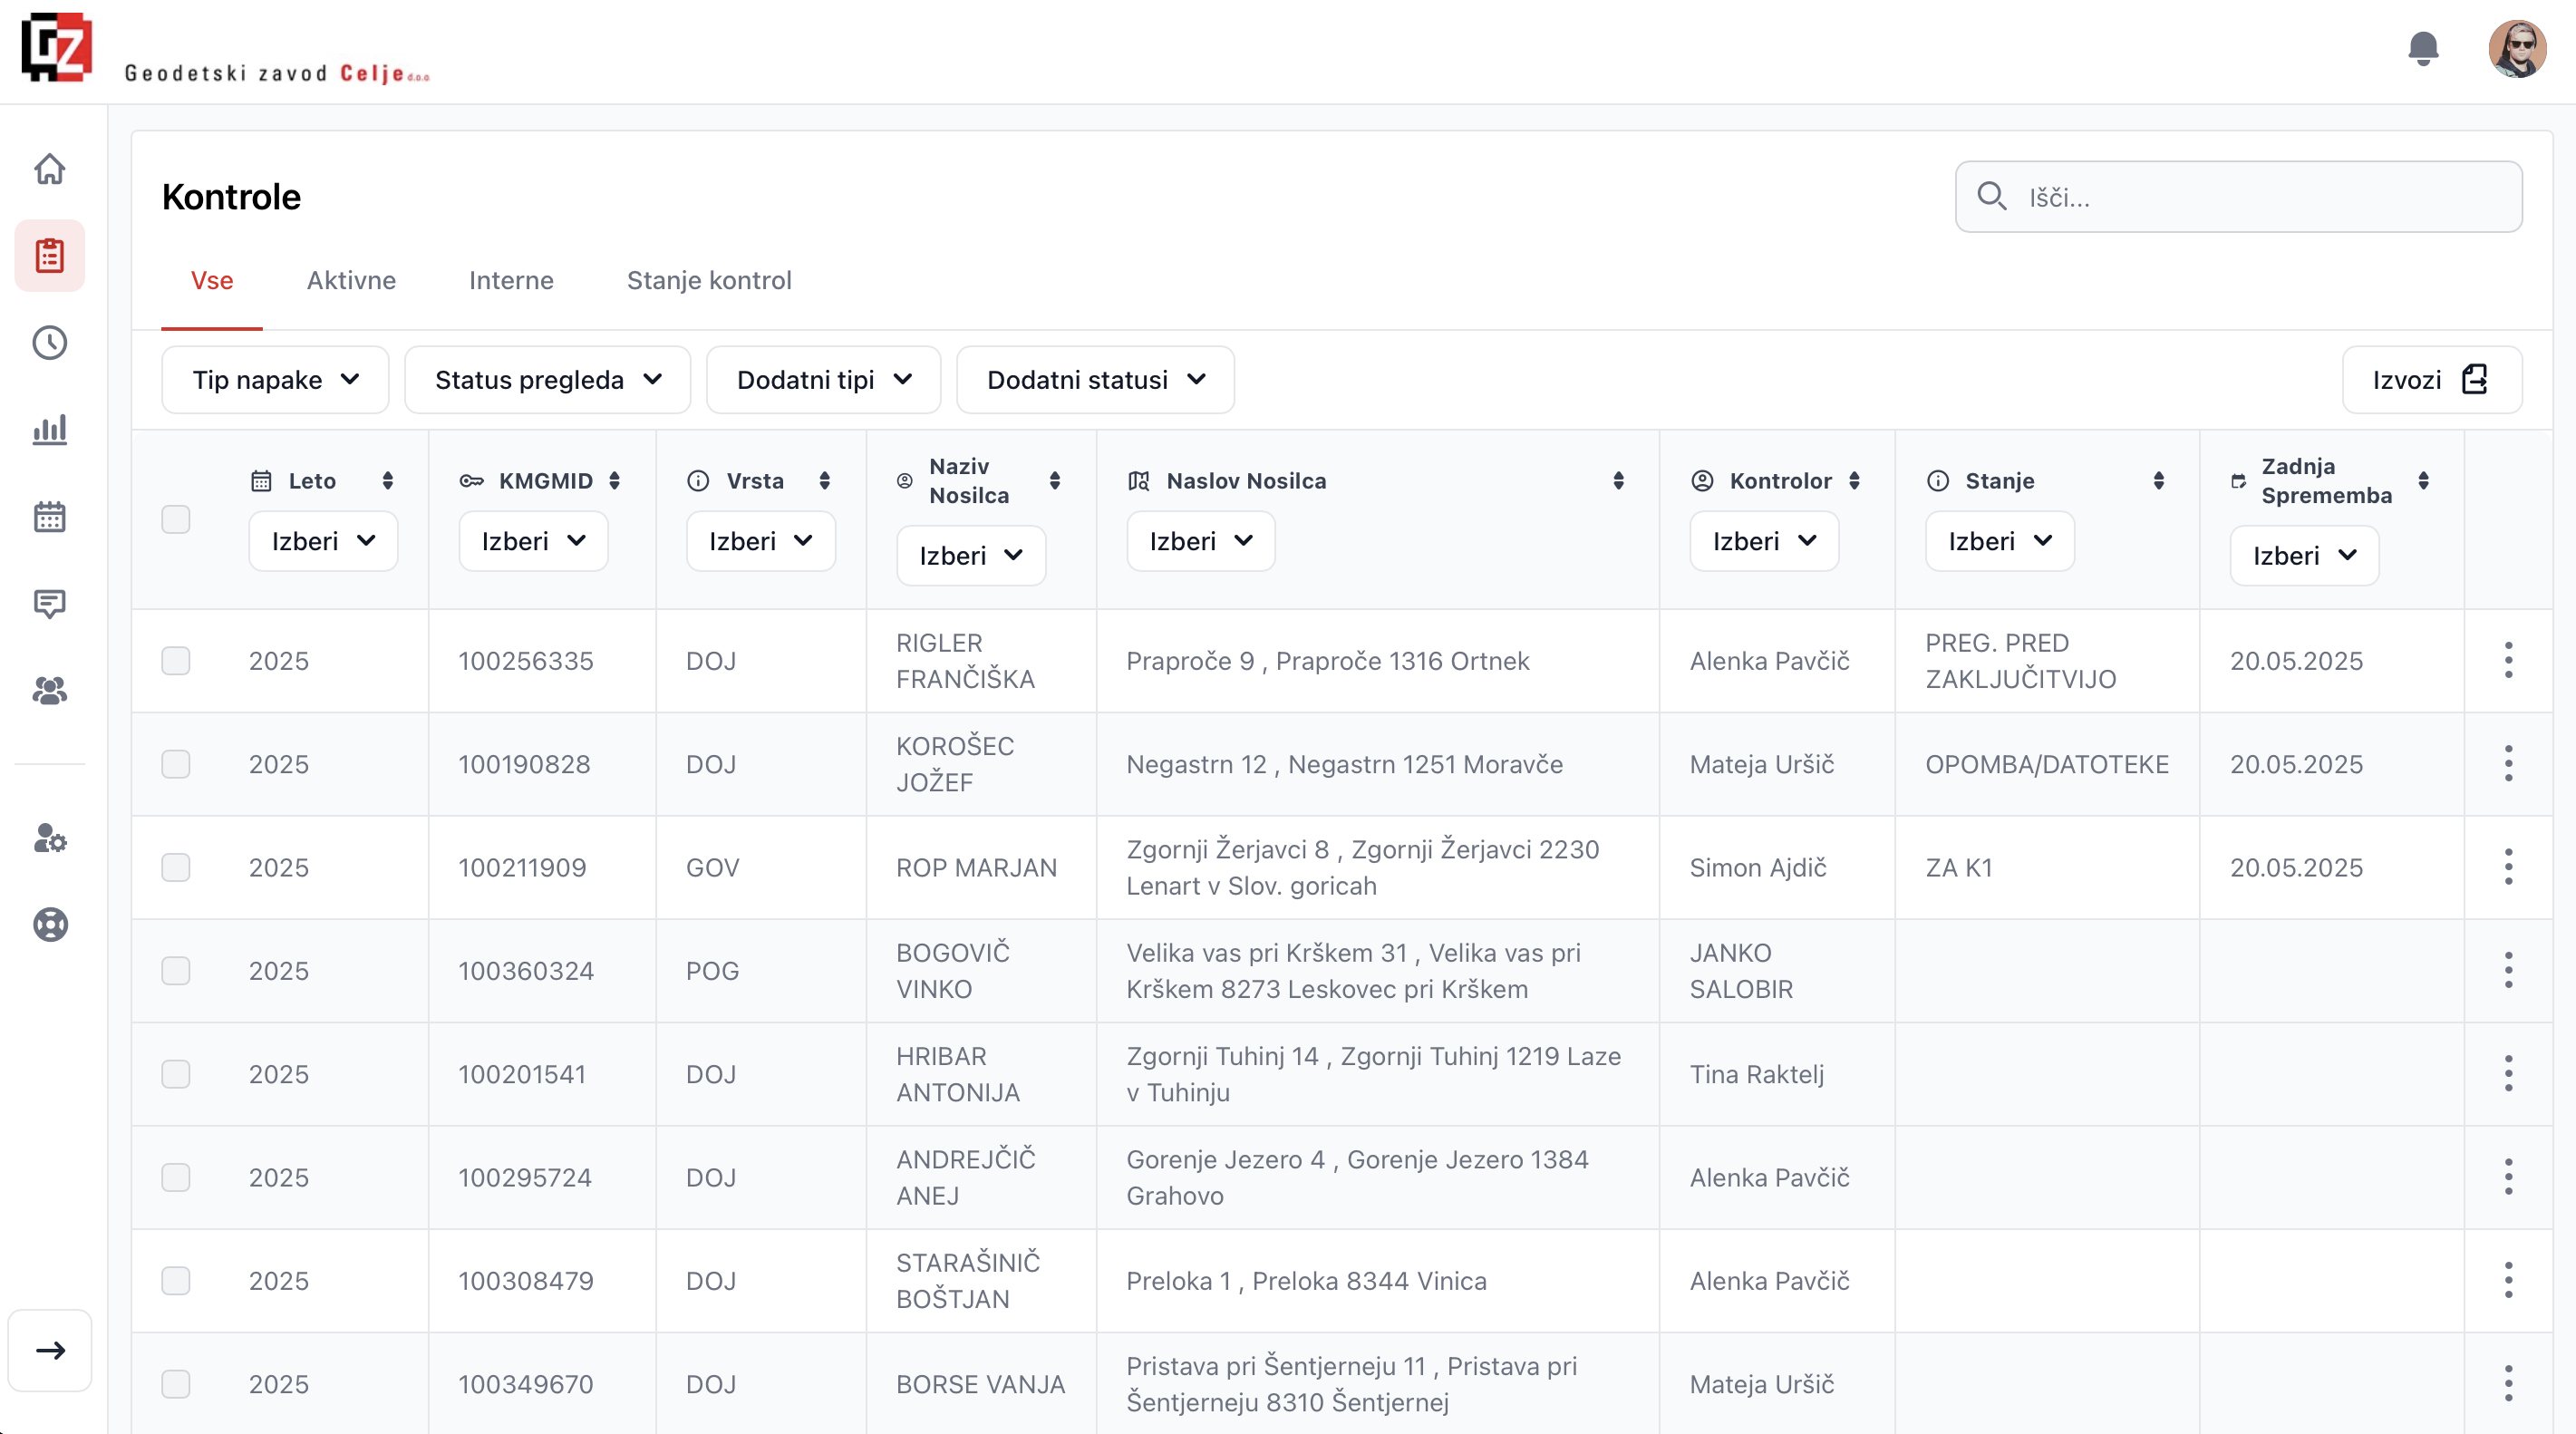 GZ
Geodetski zavod Celje d.o.o.
Kontrole
Išči...
Vse
Aktivne
Interne
Stanje kontrol
Tip napake
Status pregleda
Dodatni tipi
Dodatni statusi
Izvozi
Leto
Izberi
KMGMID
Izberi
Vrsta
Izberi
Naziv
Nosilca
Izberi
Naslov Nosilca
Izberi
Kontrolor
Izberi
Stanje
Izberi
Zadnja
Sprememba
Izberi
2025
100256335
DOJ
RIGLER
FRANČIŠKA
Praproče 9 , Praproče 1316 Ortnek
Alenka Pavčič
PREG. PRED
ZAKLJUČITVIJO
20.05.2025
2025
100190828
DOJ
KOROŠEC
JOŽEF
Negastrn 12 , Negastrn 1251 Moravče
Mateja Uršič
OPOMBA/DATOTEKE
20.05.2025
2025
100211909
GOV
ROP MARJAN
Zgornji Žerjavci 8 , Zgornji Žerjavci 2230
Lenart v Slov. goricah
Simon Ajdič
ZA K1
20.05.2025
2025
100360324
POG
BOGOVIČ
VINKO
Velika vas pri Krškem 31 , Velika vas pri
Krškem 8273 Leskovec pri Krškem
JANKO
SALOBIR
2025
100201541
DOJ
HRIBAR
ANTONIJA
Zgornji Tuhinj 14 , Zgornji Tuhinj 1219 Laze
v Tuhinju
Tina Raktelj
2025
100295724
DOJ
ANDREJČIČ
ANEJ
Gorenje Jezero 4 , Gorenje Jezero 1384
Grahovo
Alenka Pavčič
2025
100308479
DOJ
STARAŠINIČ
BOŠTJAN
Preloka 1 , Preloka 8344 Vinica
Alenka Pavčič
2025
100349670
DOJ
BORSE VANJA
Pristava pri Šentjerneju 11 , Pristava pri
Šentjerneju 8310 Šentjernej
Mateja Uršič